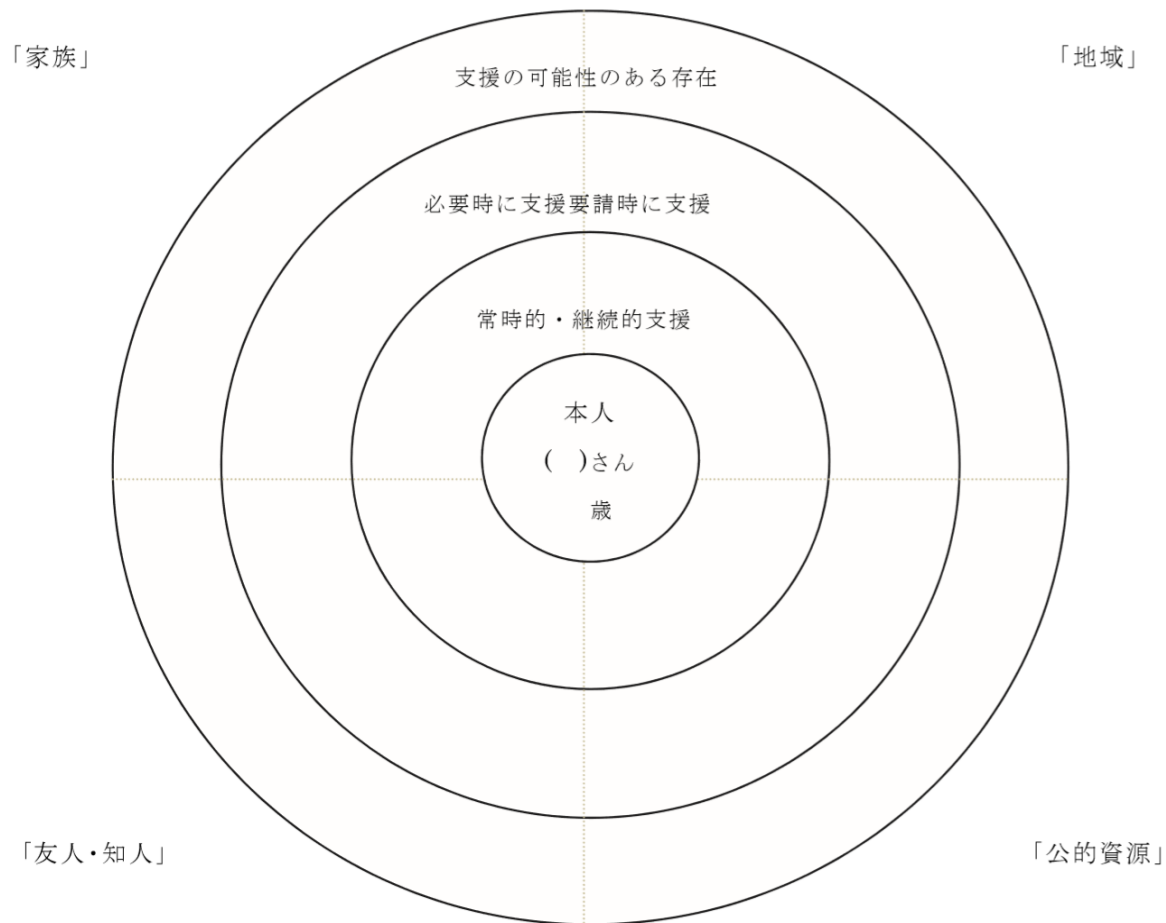 「家族」
「地域」
支援の可能性のある存在
必要時に支援要請時に支援
常時的・継続的支援
本人
(　)さん
歳
「友人・知人」
「公的資源」